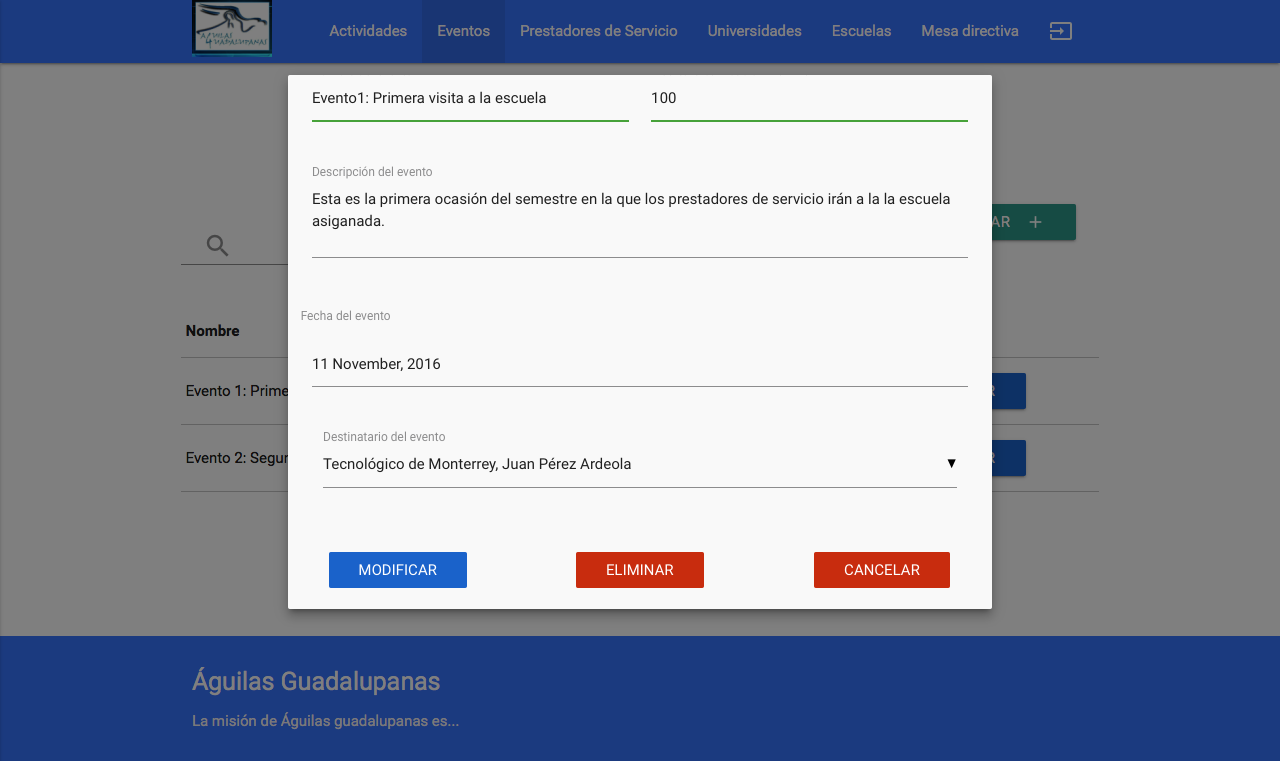 ÁGUILAS
GUADALUPANAS
Actividades
Eventos
Prestadores de Servicio
Universidades
Escuelas
Mesa directiva
Evento1: Primera visita a la escuela
100
Descripción del evento
Esta es la primera ocasión del semestre en la que los prestadores de servicio irán a la la escuela
asiganada.
AR +
Fecha del evento
Nombre
11 November, 2016
Evento 1: Prime
R
Destinatario del evento
Evento 2: Segur
Tecnológico de Monterrey, Juan Pérez Ardeola ▼
R
MODIFICAR
ELIMINAR
CANCELAR
Águilas Guadalupanas
La misión de Águilas guadalupanas es...